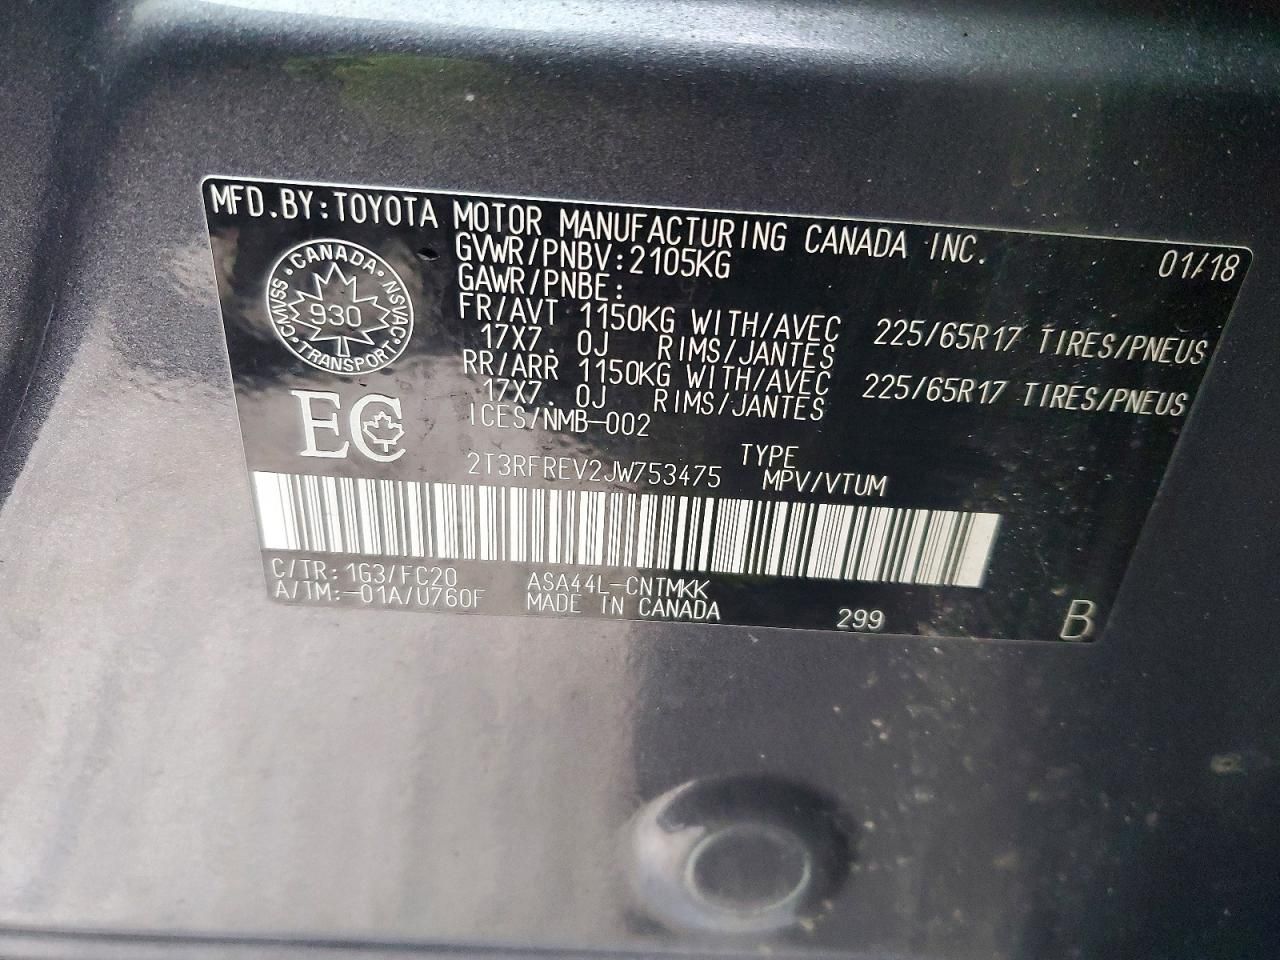 MFD.BY:TOYOTA MOTOR MANUFACTURING CANADA INC.
GVWR/PNBV:2105KG 01/18
GAWR/PNBE:
FR/AVT 1150KG WITH/AVEC 225/65R17 TIRES/PNEUS
17X7. 0J RIMS/JANTES
RR/ARR 1150KG WITH/AVEC 225/65R17 TIRES/PNEUS
17X7. 0J RIMS/JANTES
ICES/NMB-002
CANADA
CMVSS NSVAC
930
TRANSPORT
EC
2T3RFREV2JW753475 TYPE
MPV/VTUM
C/TR: 1G3/FC20 ASA44L-CNTMKK
A/TM:-01A/U760F MADE IN CANADA 299 B